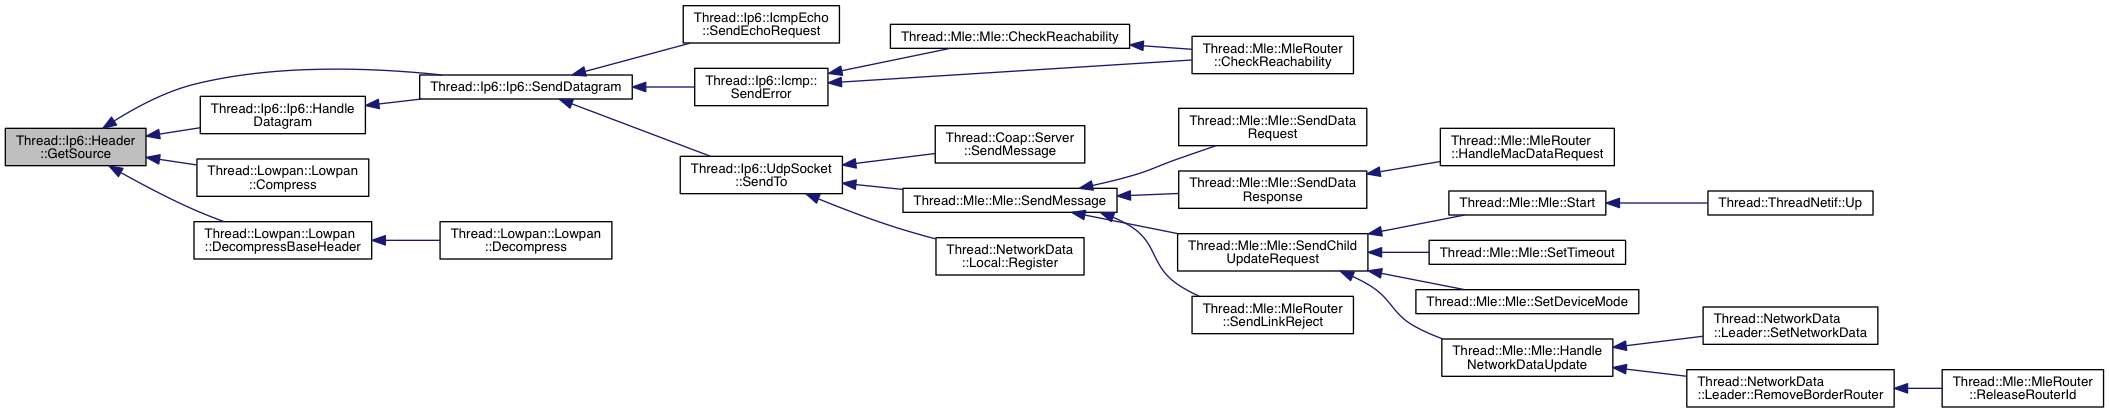 Thread::Ip6::Header
::GetSource
Thread::Ip6::Ip6::SendDatagram
Thread::Ip6::Ip6::Handle
Datagram
Thread::Lowpan::Lowpan
::Compress
Thread::Lowpan::Lowpan
::DecompressBaseHeader
Thread::Lowpan::Lowpan
::Decompress
Thread::Ip6::IcmpEcho
::SendEchoRequest
Thread::Ip6::Icmp::
SendError
Thread::Ip6::UdpSocket
::SendTo
Thread::Mle::Mle::CheckReachability
Thread::Mle::MleRouter
::CheckReachability
Thread::Coap::Server
::SendMessage
Thread::Mle::Mle::SendMessage
Thread::NetworkData
::Local::Register
Thread::Mle::Mle::SendData
Request
Thread::Mle::Mle::SendData
Response
Thread::Mle::Mle::SendChild
UpdateRequest
Thread::Mle::MleRouter
::SendLinkReject
Thread::Mle::MleRouter
::HandleMacDataRequest
Thread::Mle::Mle::Start
Thread::ThreadNetif::Up
Thread::Mle::Mle::SetTimeout
Thread::Mle::Mle::SetDeviceMode
Thread::Mle::Mle::Handle
NetworkDataUpdate
Thread::NetworkData
::Leader::SetNetworkData
Thread::NetworkData
::Leader::RemoveBorderRouter
Thread::Mle::MleRouter
::ReleaseRouterId